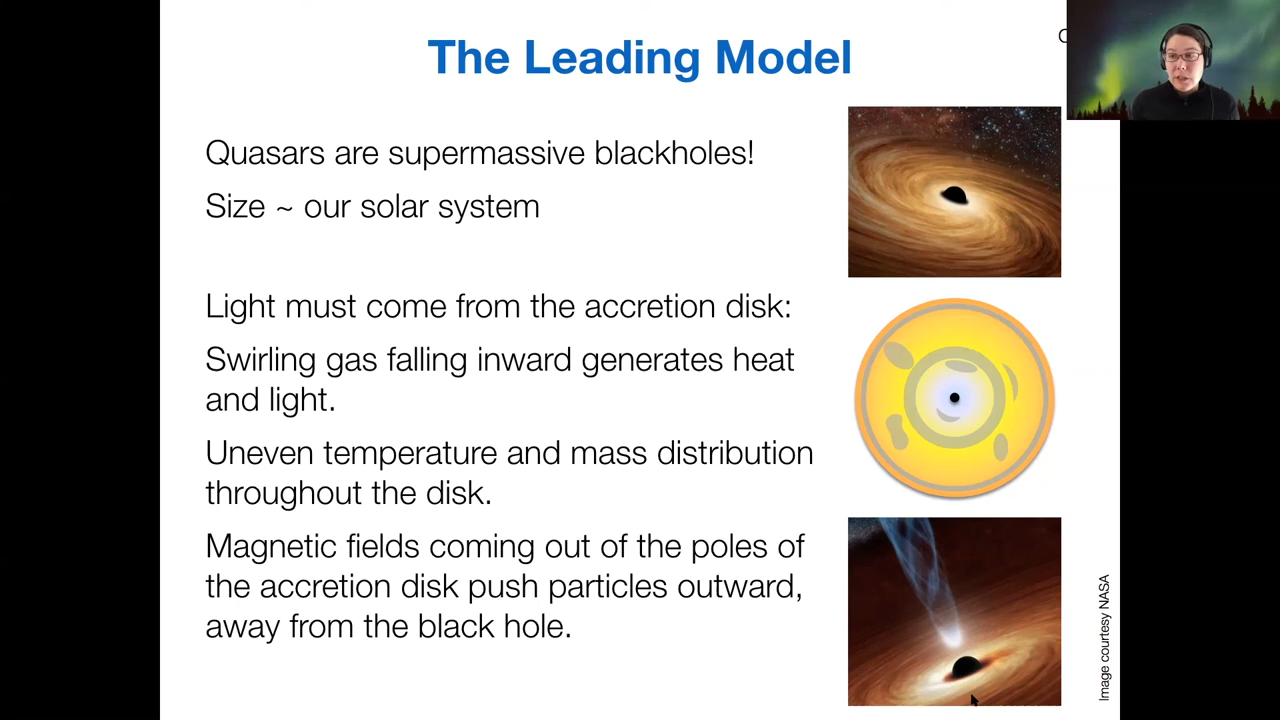 The Leading Model
Quasars are supermassive blackholes!
Size ~ our solar system
Light must come from the accretion disk:
Swirling gas falling inward generates heat
and light.
Uneven temperature and mass distribution
throughout the disk.
Magnetic fields coming out of the poles of
the accretion disk push particles outward,
away from the black hole.
Image courtesy NASA